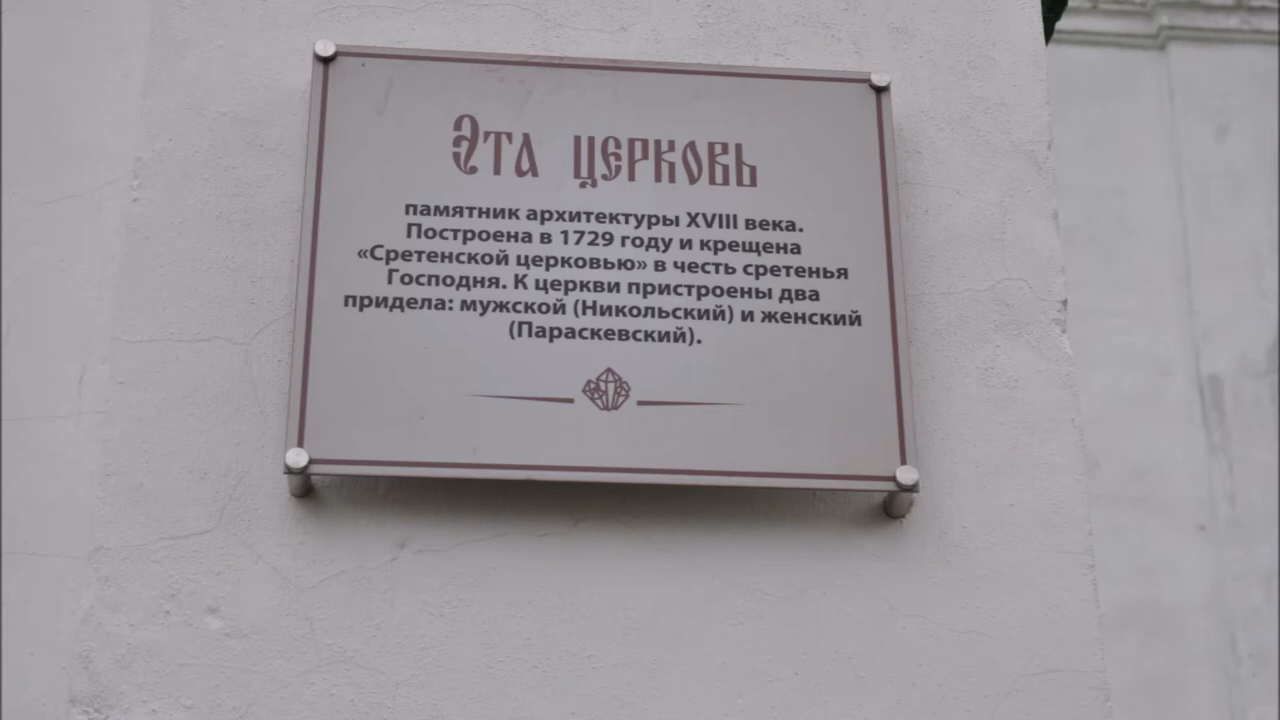 Эта церковь
памятник архитектуры XVIII века.
Построена в 1729 году и крещена
«Сретенской церковью» в честь сретенья
Господня. К церкви пристроены два
придела: мужской (Никольский) и женский
(Параскевский).